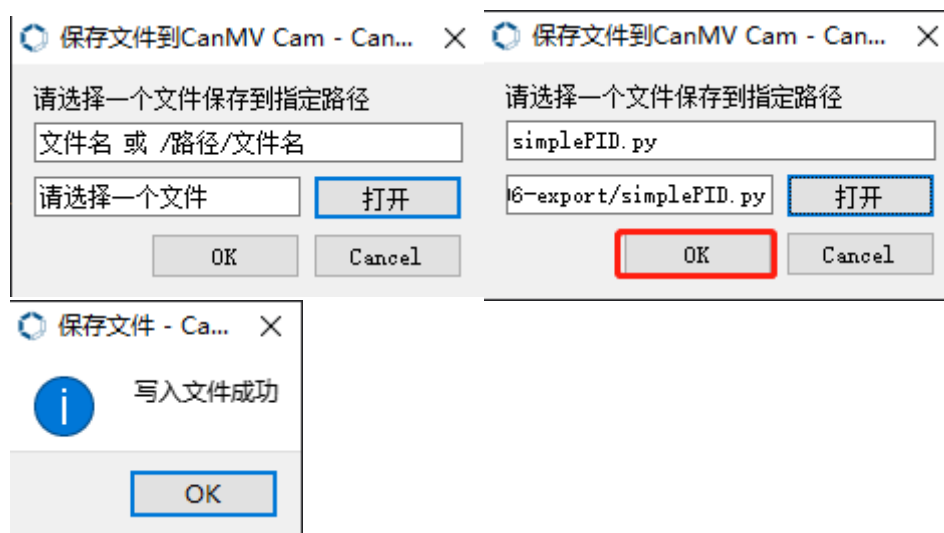 保存文件到CanMV Cam - Can...
请选择一个文件保存到指定路径
文件名 或 /路径/文件名
请选择一个文件
打开
OK
Cancel
保存文件到CanMV Cam - Can...
请选择一个文件保存到指定路径
simplePID.py
06-export/simplePID.py
打开
OK
Cancel
保存文件 - Ca...
写入文件成功
OK